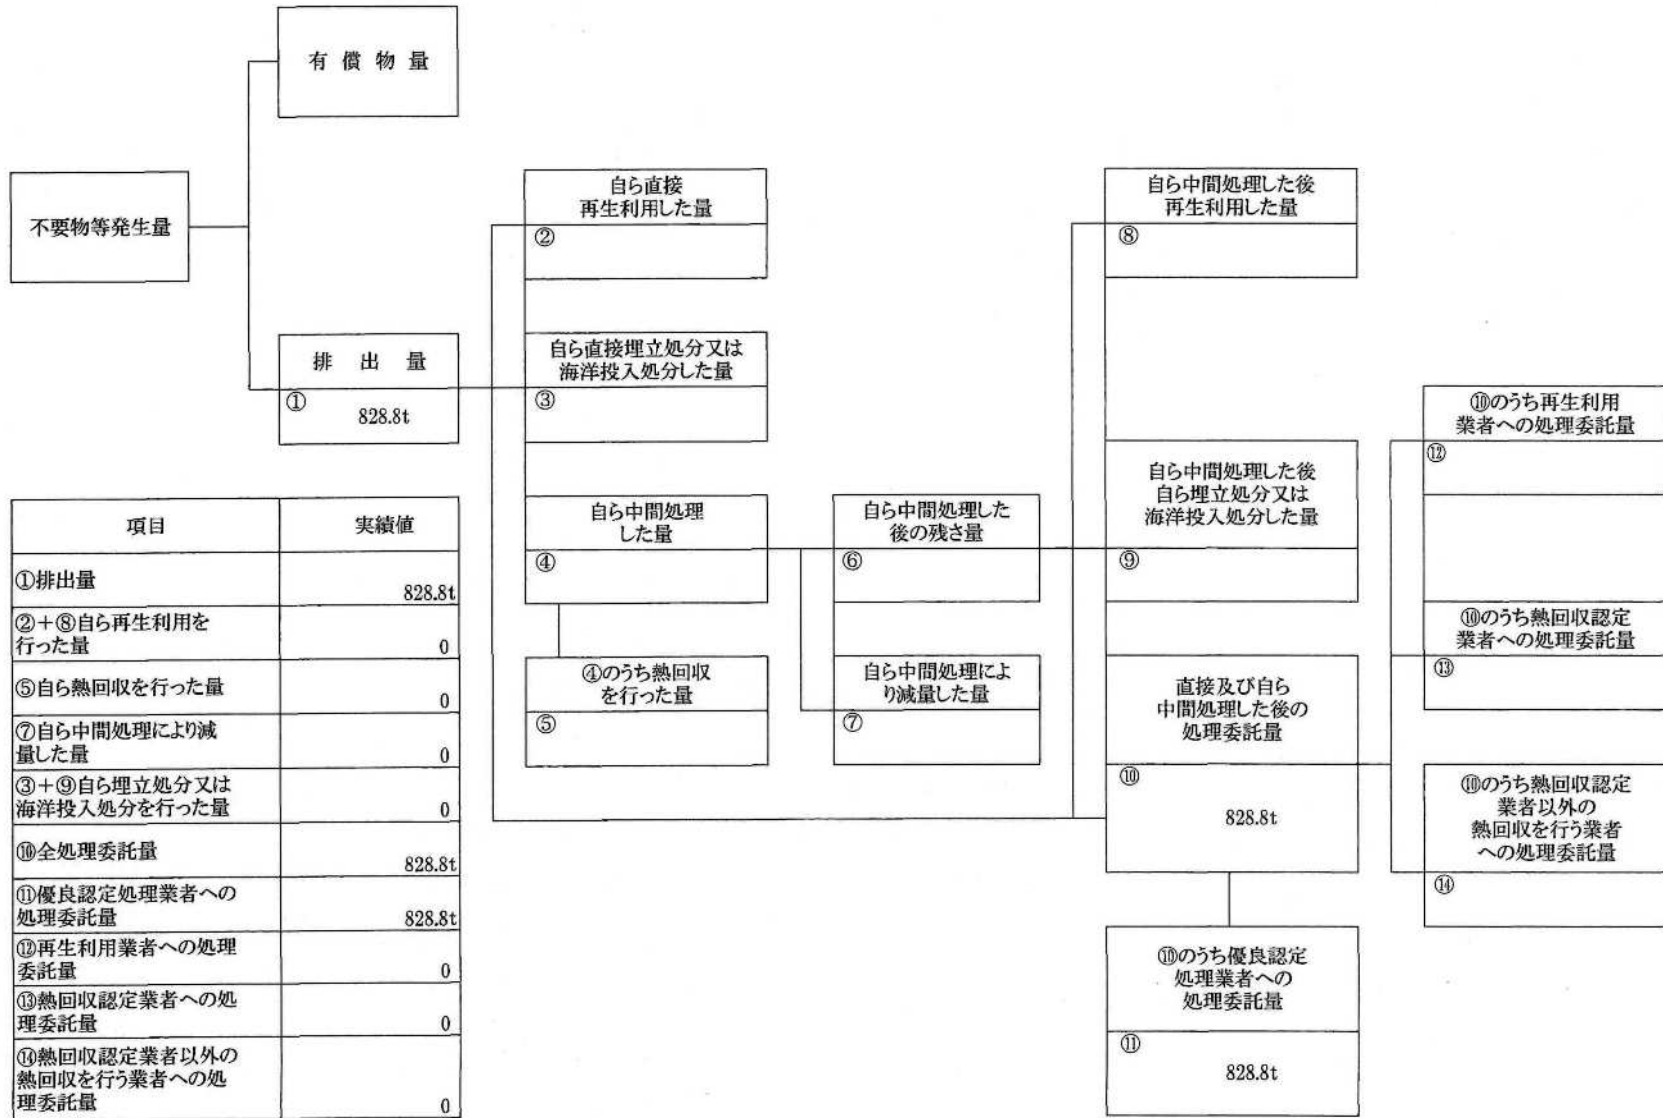 有償物量
不要物等発生量
排出量
①
828.8t
自ら直接
再生利用した量
②
自ら直接埋立処分又は
海洋投入処分した量
③
自ら中間処理
した量
④
④のうち熱回収
を行った量
⑤
自ら中間処理した
後の残さ量
⑥
自ら中間処理によ
り減量した量
⑦
自ら中間処理した後
再生利用した量
⑧
自ら中間処理した後
自ら埋立処分又は
海洋投入処分した量
⑨
直接及び自ら
中間処理した後の
処理委託量
⑩
828.8t
⑩のうち優良認定
処理業者への
処理委託量
⑪
828.8t
⑩のうち再生利用
業者への処理委託量
⑫
⑩のうち熱回収認定
業者への処理委託量
⑬
⑩のうち熱回収認定
業者以外の
熱回収を行う業者
への処理委託量
⑭
項目 実績値
①排出量 828.8t
②＋⑧自ら再生利用を
行った量 0
⑤自ら熱回収を行った量 0
⑦自ら中間処理により減
量した量 0
③＋⑨自ら埋立処分又は
海洋投入処分を行った量 0
⑩全処理委託量 828.8t
⑪優良認定処理業者への
処理委託量 828.8t
⑫再生利用業者への処理
委託量 0
⑬熱回収認定業者への処
理委託量 0
⑭熱回収認定業者以外の
熱回収を行う業者への処
理委託量 0